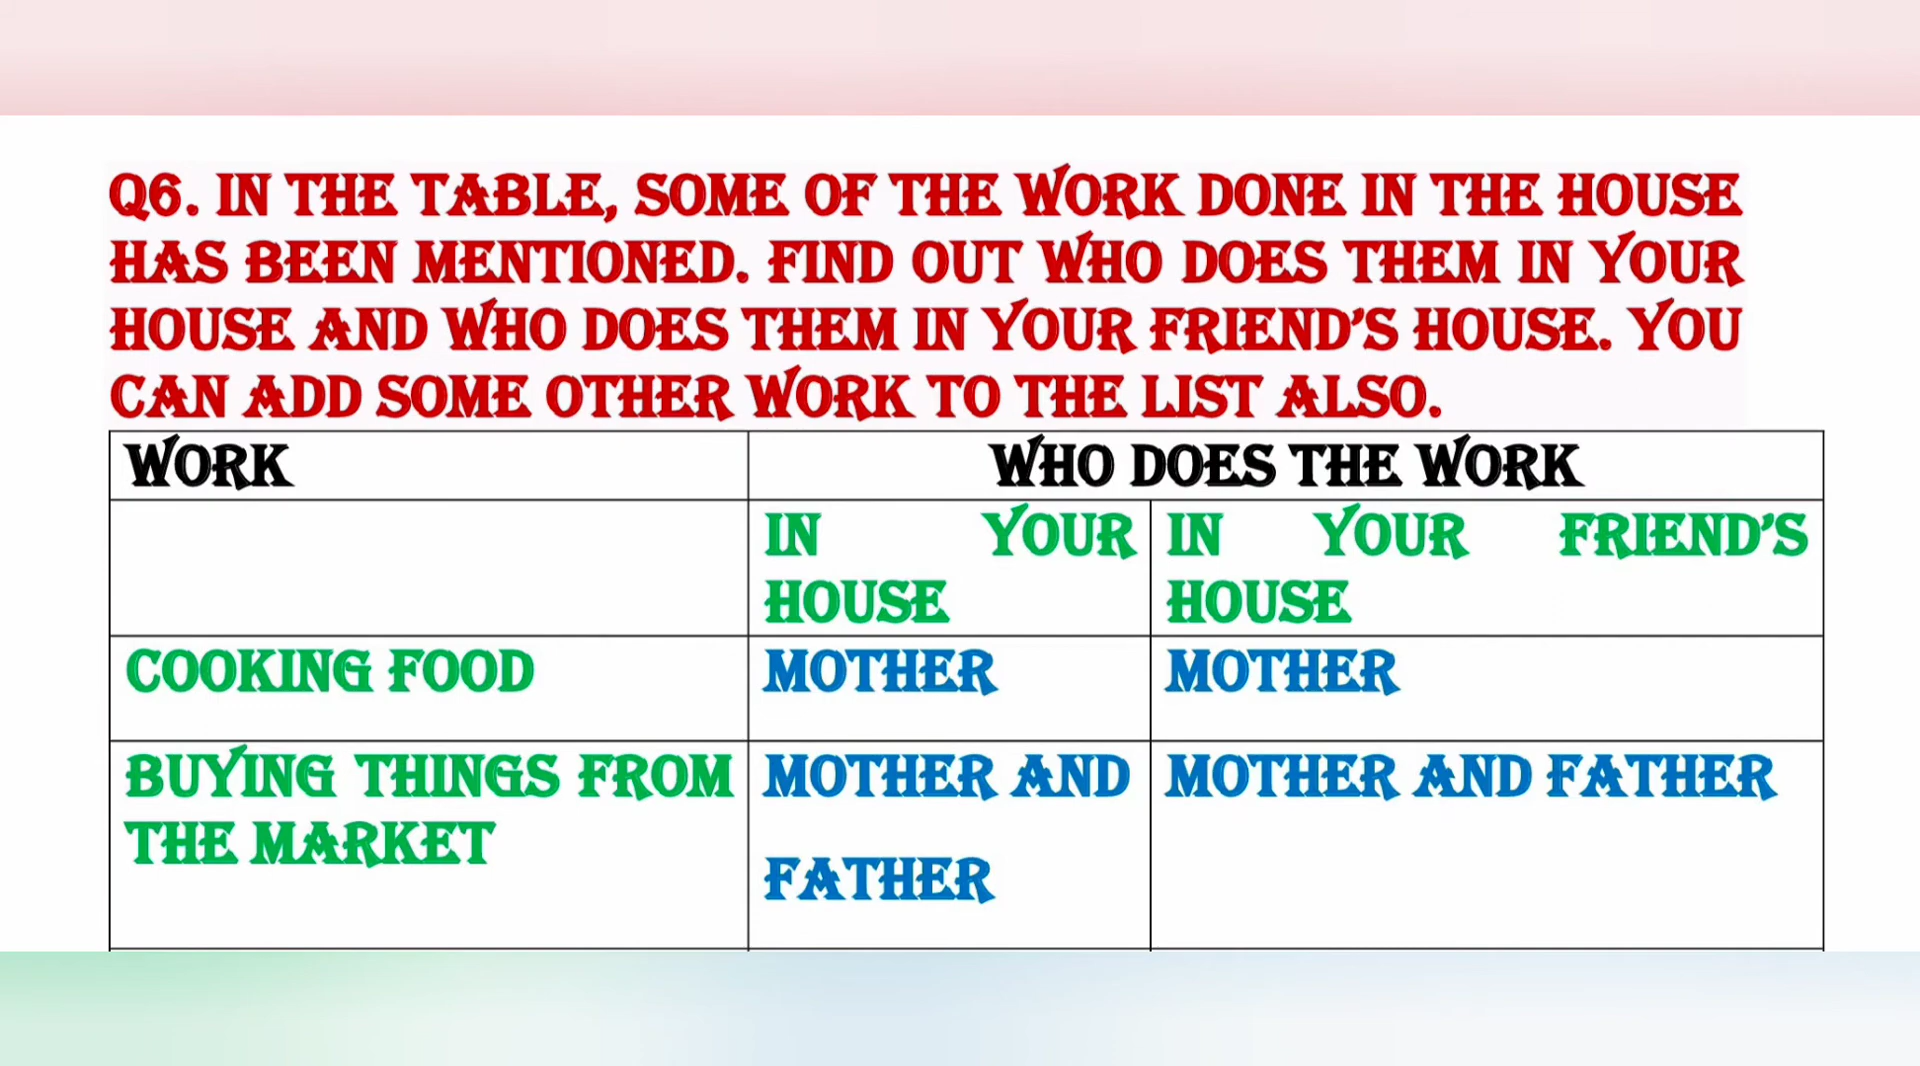 Q6. IN THE TABLE, SOME OF THE WORK DONE IN THE HOUSE
HAS BEEN MENTIONED. FIND OUT WHO DOES THEM IN YOUR
HOUSE AND WHO DOES THEM IN YOUR FRIEND'S HOUSE. YOU
CAN ADD SOME OTHER WORK TO THE LIST ALSO.
WORK
WHO DOES THE WORK
IN YOUR
HOUSE
IN YOUR FRIEND'S
HOUSE
COOKING FOOD
MOTHER
MOTHER
BUYING THINGS FROM
THE MARKET
MOTHER AND
FATHER
MOTHER AND FATHER